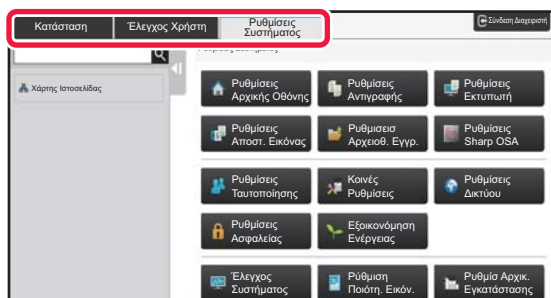 Κατάσταση
Έλεγχος Χρήστη
Ρυθμίσεις
Συστήματος
Σύνδεση Διαχειριστή
Χάρτης Ιστοσελίδας
Ρυθμίσεις
Αρχικής Οθόνης
Ρυθμίσεις
Αντιγραφής
Ρυθμίσεις
Εκτυπωτή
Ρυθμίσεις
Αποστ. Εικόνας
Ρυθμισεισ
Αρχειοθ. Εγγρ.
Ρυθμίσεις
Sharp OSA
Ρυθμίσεις
Ταυτοποίησης
Κοινές
Ρυθμίσεις
Ρυθμίσεις
Δικτύου
Ρυθμίσεις
Ασφαλείας
Εξοικονόμηση
Ενέργειας
Έλεγχος
Συστήματος
Ρύθμιση
Ποιότη. Εικόν.
Ρυθμίσ Αρχικ.
Εγκατάστασης